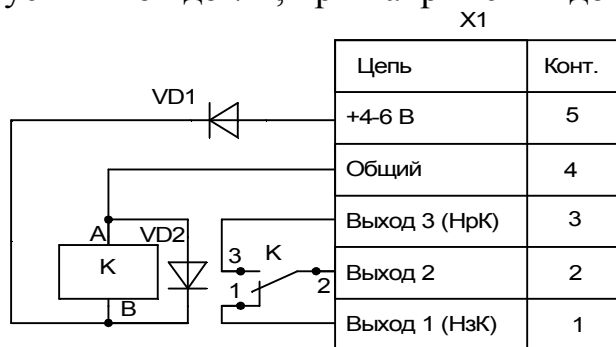 X1
Цепь Конт.
VD1
+4-6 В 5
Общий 4
A VD2
Выход 3 (НрК) 3
K
3 K
Выход 2 2
1 2
B
Выход 1 (НзК) 1